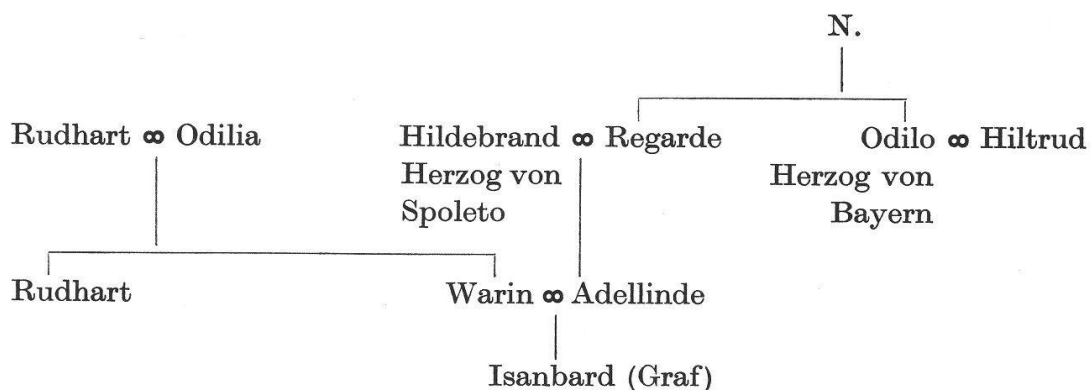 N.
Rudhart ⚭ Odilia Hildebrand ⚭ Regarde Odilo ⚭ Hiltrud
Herzog von Herzog von
Spoleto Bayern
Rudhart Warin ⚭ Adellinde
Isanbard (Graf)